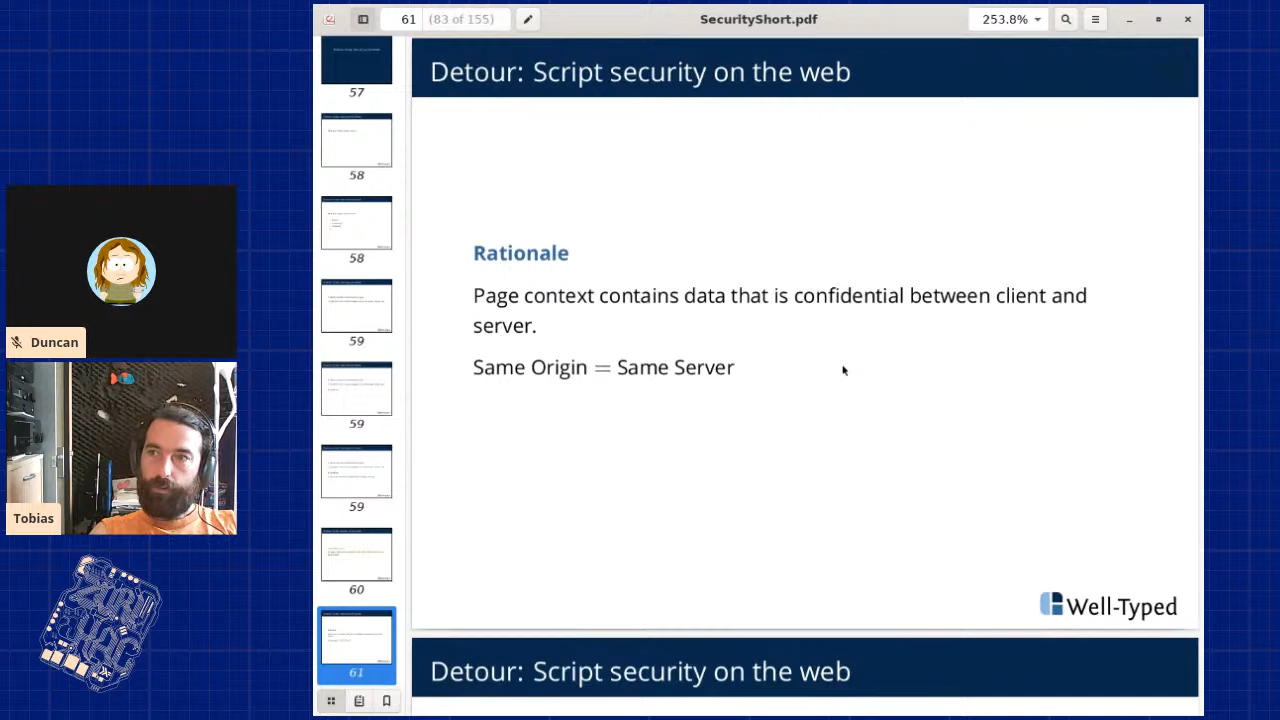 61
(83 of 155)
SecurityShort.pdf
253.8%
57
58
58
59
59
59
60
61
Detour: Script security on the web
Rationale
Page context contains data that is confidential between client and
server.
Same Origin = Same Server
Well-Typed
Detour: Script security on the web
Duncan
Tobias